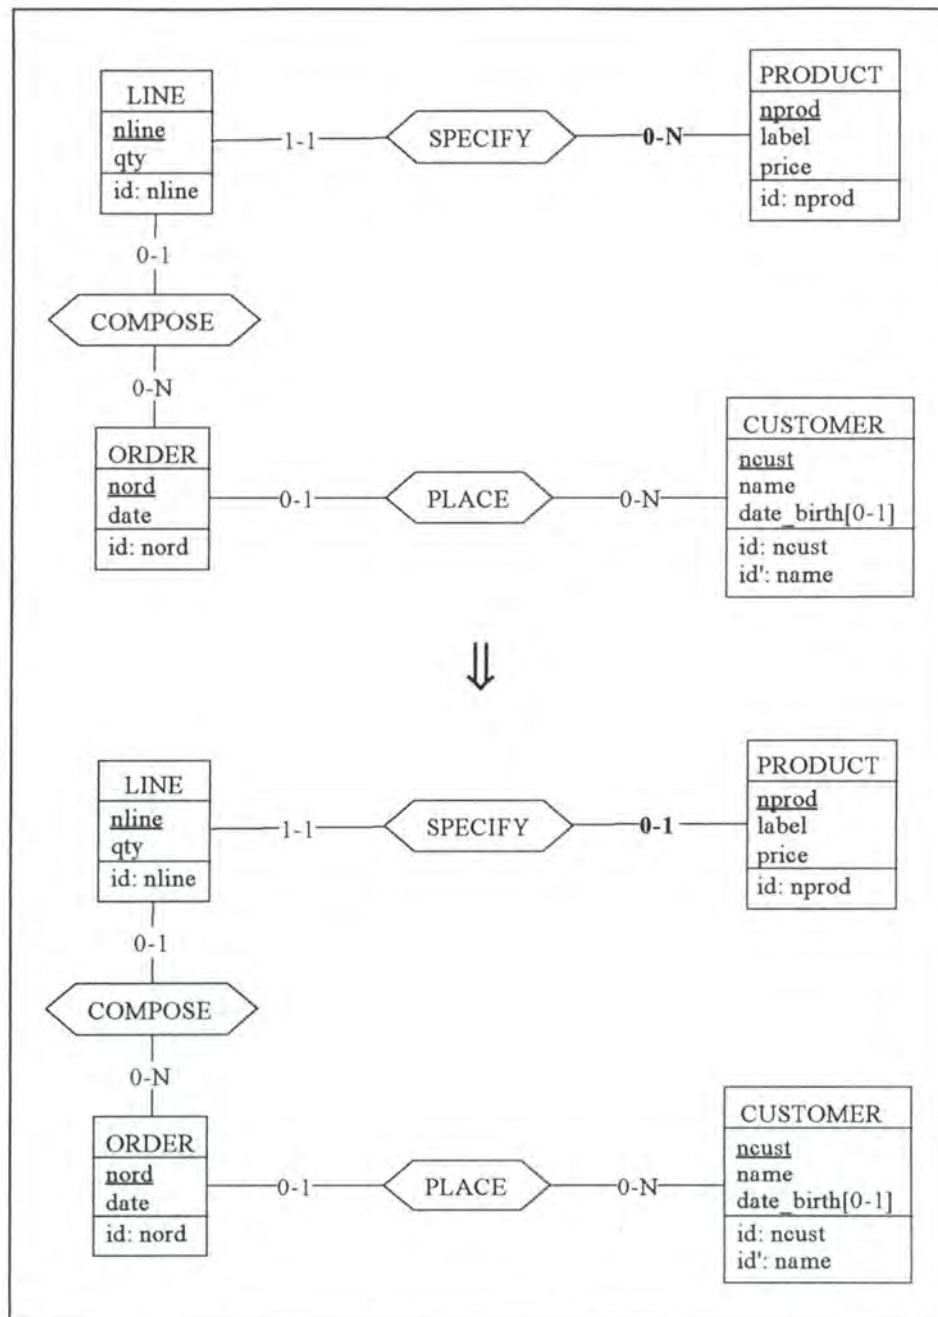 LINE
nline
qty
id: nline
1-1
SPECIFY
0-N
PRODUCT
nprod
label
price
id: nprod
0-1
COMPOSE
0-N
ORDER
nord
date
id: nord
0-1
PLACE
0-N
CUSTOMER
ncust
name
date_birth[0-1]
id: ncust
id': name
⇓
LINE
nline
qty
id: nline
1-1
SPECIFY
0-1
PRODUCT
nprod
label
price
id: nprod
0-1
COMPOSE
0-N
ORDER
nord
date
id: nord
0-1
PLACE
0-N
CUSTOMER
ncust
name
date_birth[0-1]
id: ncust
id': name